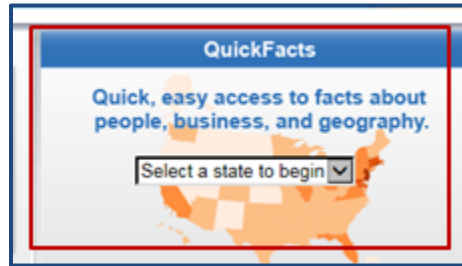 QuickFacts
Quick, easy access to facts about
people, business, and geography.
Select a state to begin